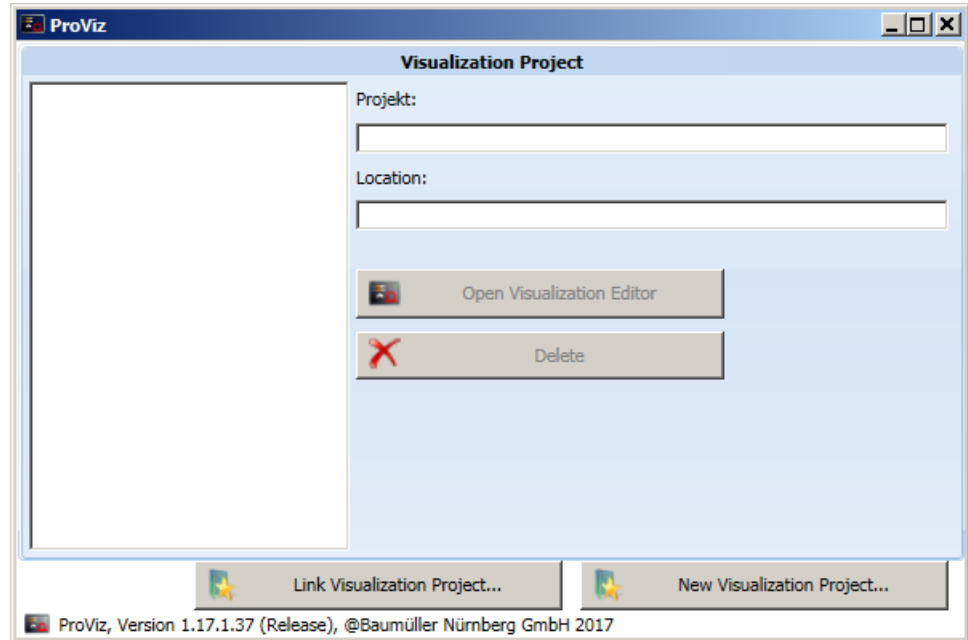 ProViz
Visualization Project
Projekt:
Location:
Open Visualization Editor
Delete
Link Visualization Project...
New Visualization Project...
ProViz, Version 1.17.1.37 (Release), @Baumüller Nürnberg GmbH 2017